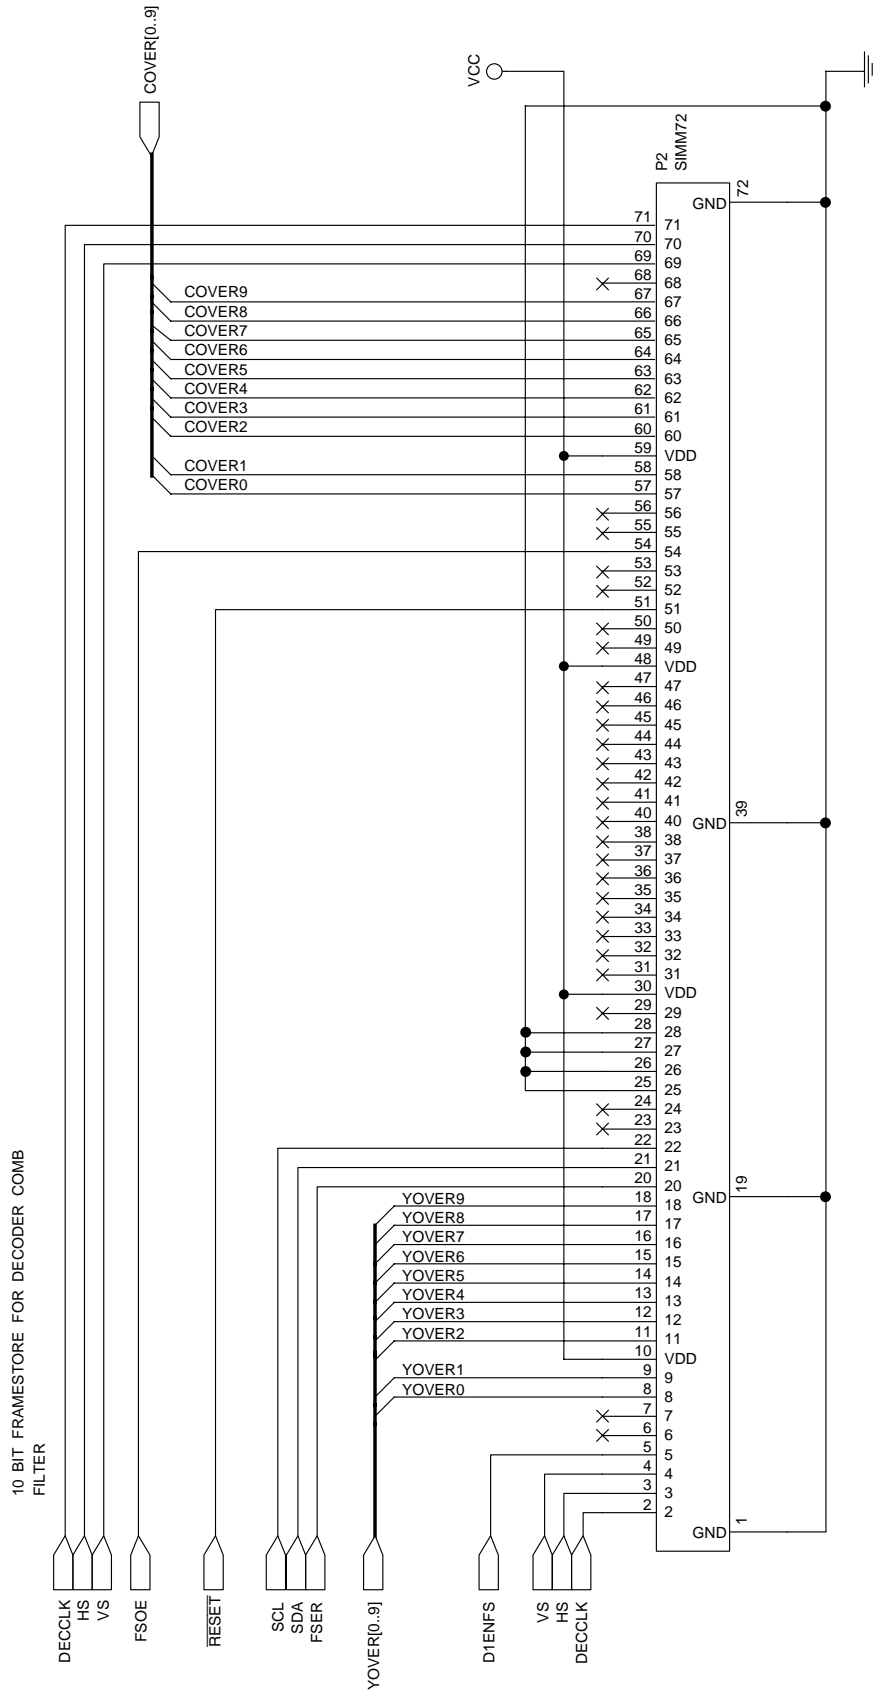 10 BIT FRAMESTORE FOR DECODER COMB
FILTER
COVER[0..9]
VCC
P2
SIMM72
DECCLK
HS
VS
FSOE
RESET
SCL
SDA
FSER
YOVER[0..9]
D1ENFS
VS
HS
DECCLK
COVER9
COVER8
COVER7
COVER6
COVER5
COVER4
COVER3
COVER2
COVER1
COVER0
YOVER9
YOVER8
YOVER7
YOVER6
YOVER5
YOVER4
YOVER3
YOVER2
YOVER1
YOVER0
GND 72
71 71
70 70
69 69
68 68
67 67
66 66
65 65
64 64
63 63
62 62
61 61
60 60
59 VDD
58 58
57 57
56 56
55 55
54 54
53 53
52 52
51 51
50 50
49 49
48 VDD
47 47
46 46
45 45
44 44
43 43
42 42
41 41
40 40
GND 39
38 38
37 37
36 36
35 35
34 34
33 33
32 32
31 31
30 VDD
29 29
28 28
27 27
26 26
25 25
24 24
23 23
22 22
21 21
20 20
GND 19
18 18
17 17
16 16
15 15
14 14
13 13
12 12
11 11
10 VDD
9 9
8 8
7 7
6 6
5 5
4 4
3 3
2 2
GND 1